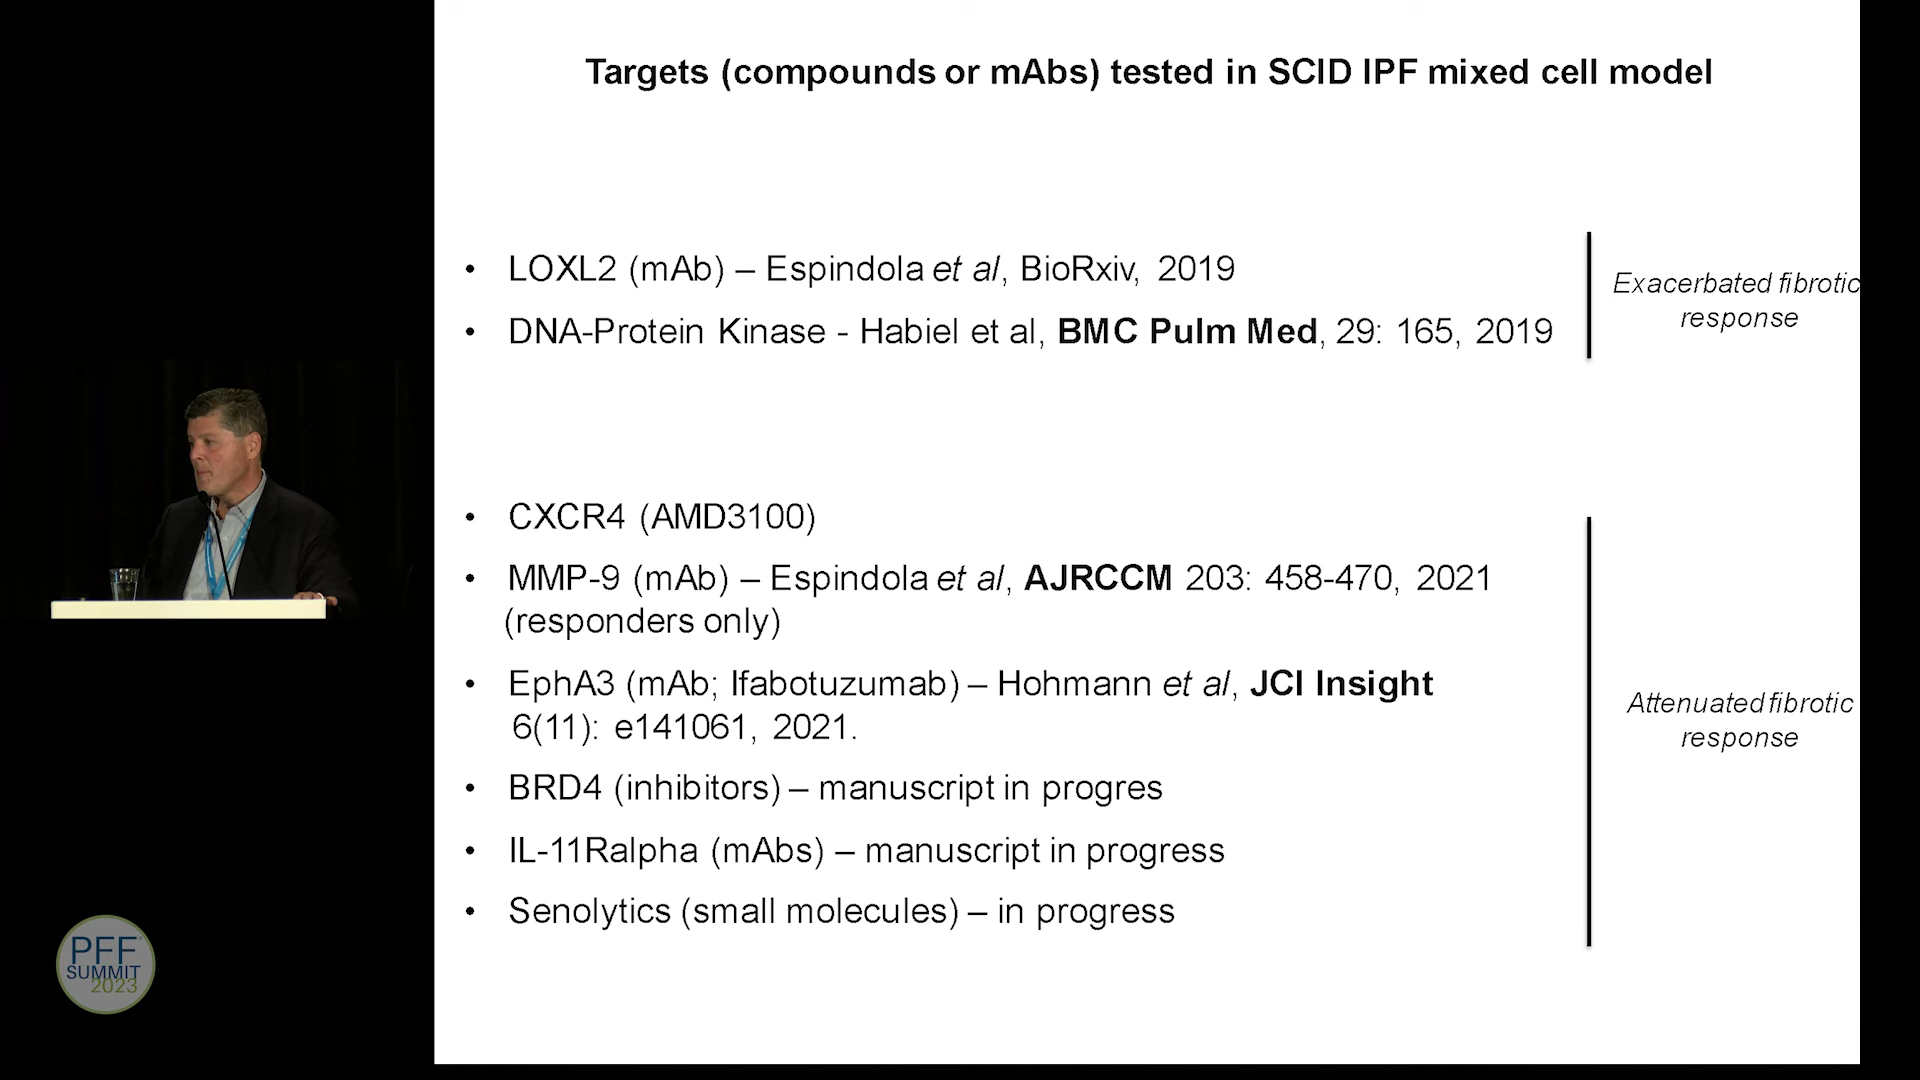 Targets (compounds or mAbs) tested in SCID IPF mixed cell model
• LOXL2 (mAb) – Espindola et al, BioRxiv, 2019
• DNA-Protein Kinase - Habiel et al, BMC Pulm Med, 29: 165, 2019
Exacerbated fibrotic
response
• CXCR4 (AMD3100)
• MMP-9 (mAb) – Espindola et al, AJRCCM 203: 458-470, 2021
(responders only)
• EphA3 (mAb; Ifabotuzumab) – Hohmann et al, JCI Insight
6(11): e141061, 2021.
• BRD4 (inhibitors) – manuscript in progres
• IL-11Ralpha (mAbs) – manuscript in progress
• Senolytics (small molecules) – in progress
Attenuated fibrotic
response
PFF
SUMMIT
2023